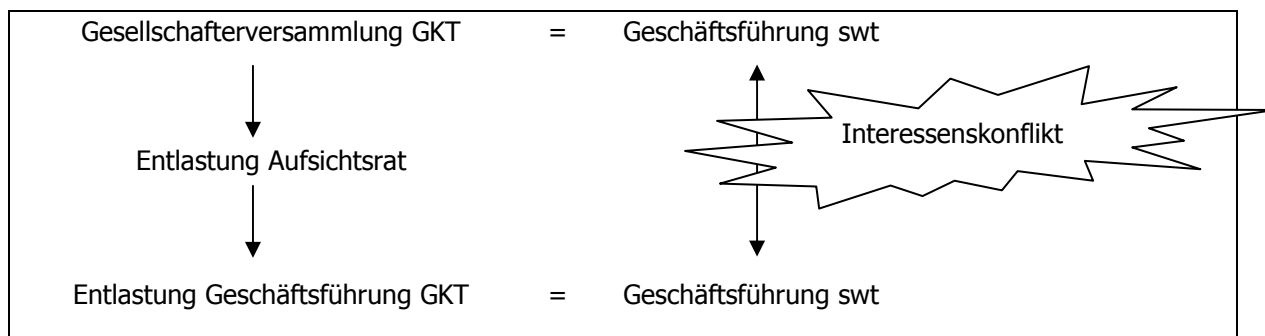 Gesellschafterversammlung GKT = Geschäftsführung swt
Interessenskonflikt
Entlastung Aufsichtsrat
Entlastung Geschäftsführung GKT = Geschäftsführung swt